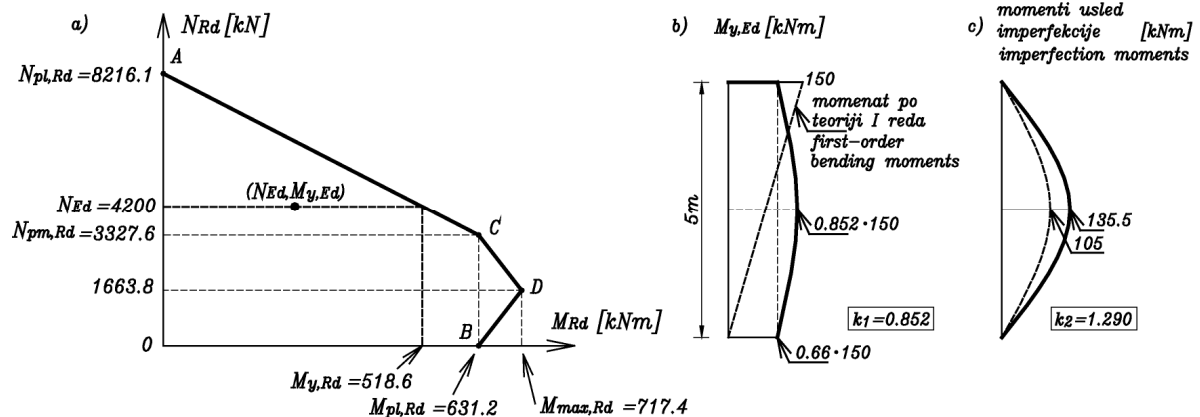 a)
NRd [kN]
A
Npl,Rd =8216.1
(NEd,My,Ed)
NEd =4200
Npm,Rd =3327.6
C
1663.8
D
MRd [kNm]
B
0
My,Rd =518.6
Mpl,Rd =631.2
Mmax,Rd =717.4
b) My,Ed [kNm]
150
momenat po
teoriji I reda
first-order
bending moments
5m
0.852·150
k1=0.852
0.66·150
momenti usled
c) imperfekcije [kNm]
imperfection moments
135.5
105
k2=1.290